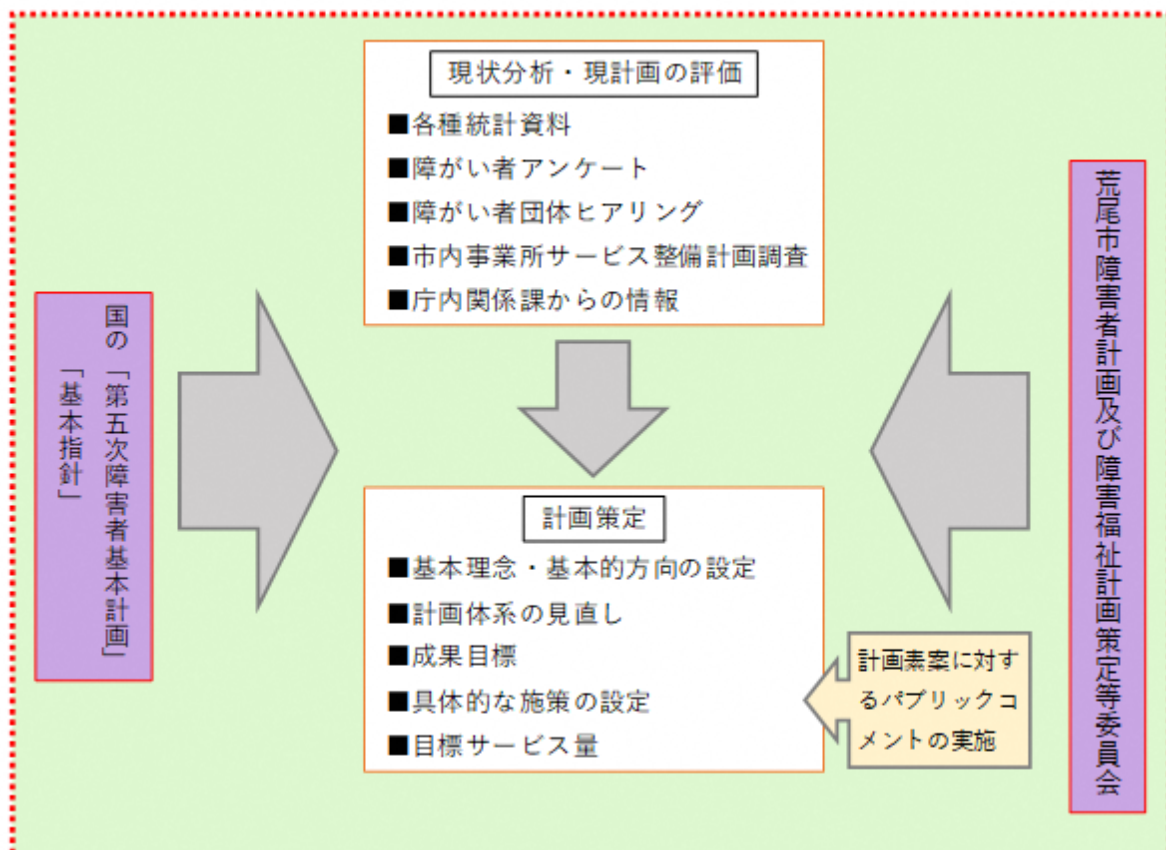 現状分析・現計画の評価
■各種統計資料
■障がい者アンケート
■障がい者団体ヒアリング
■市内事業所サービス整備計画調査
■庁内関係課からの情報
国の「第五次障害者基本計画」
「基本指針」
荒尾市障害者計画及び障害福祉計画策定等委員会
計画策定
■基本理念・基本的方向の設定
■計画体系の見直し
■成果目標
■具体的な施策の設定
■目標サービス量
計画素案に対す
るパブリックコ
メントの実施